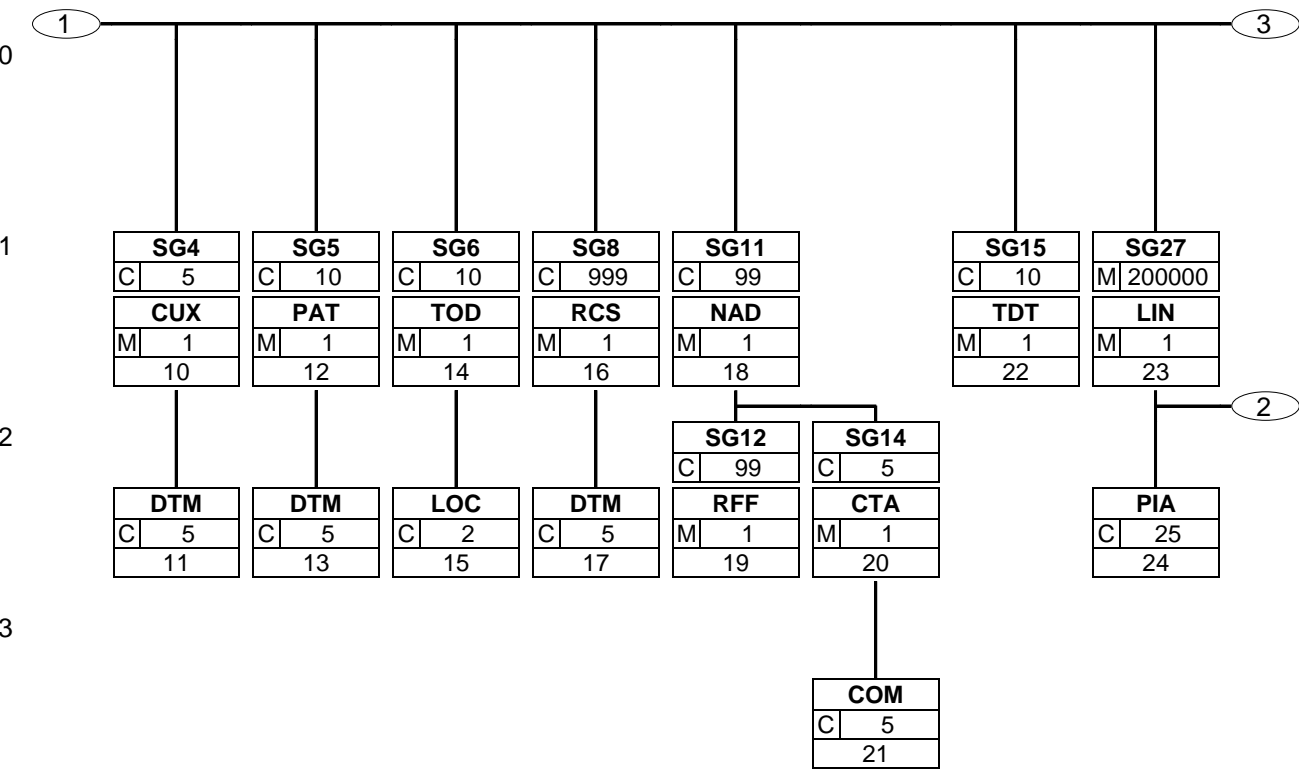 1 3
0
1 SG4 SG5 SG6 SG8 SG11 SG15 SG27
C 5 C 10 C 10 C 999 C 99 C 10 M 200000
CUX PAT TOD RCS NAD TDT LIN
M 1 M 1 M 1 M 1 M 1 M 1 M 1
10 12 14 16 18 22 23
2
2 SG12 SG14
C 99 C 5
DTM DTM LOC DTM RFF CTA PIA
C 5 C 5 C 2 C 5 M 1 M 1 C 25
11 13 15 17 19 20 24
3
COM
C 5
21